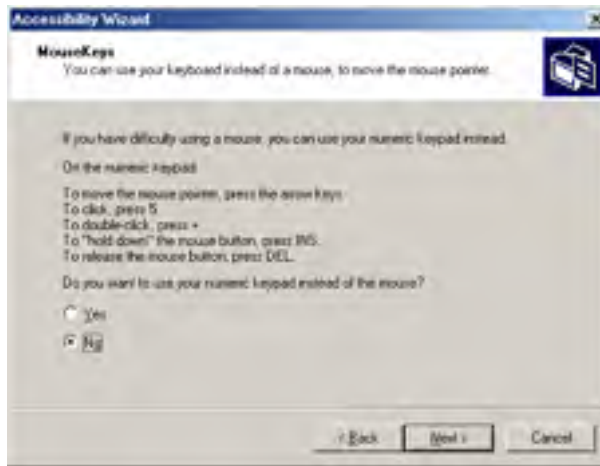 Accessibility Wizard
MouseKeys
You can use your keyboard instead of a mouse, to move the mouse pointer.
If you have difficulty using a mouse, you can use your numeric keypad instead.
On the numeric keypad:
To move the mouse pointer, press the arrow keys.
To click, press 5.
To double-click, press +.
To "hold down" the mouse button, press INS.
To release the mouse button, press DEL.
Do you want to use your numeric keypad instead of the mouse?
Yes
No
< Back
Next >
Cancel